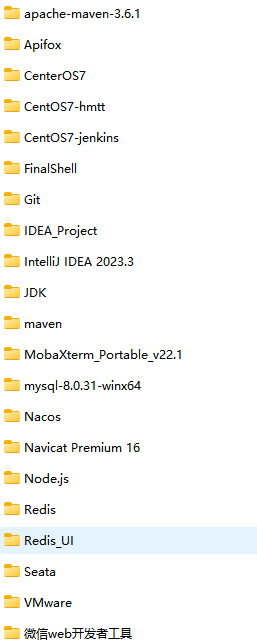 apache-maven-3.6.1
Apifox
CenterOS7
CentOS7-hmtt
CentOS7-jenkins
FinalShell
Git
IDEA_Project
IntelliJ IDEA 2023.3
JDK
maven
MobaXterm_Portable_v22.1
mysql-8.0.31-winx64
Nacos
Navicat Premium 16
Node.js
Redis
Redis_UI
Seata
VMware
微信web开发者工具